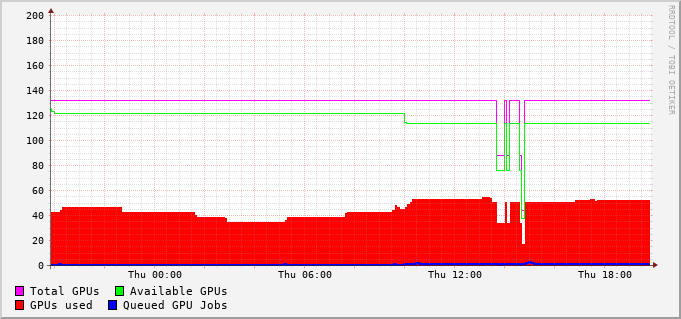 200
180
160
140
120
100
80
60
40
20
0
Thu 00:00 Thu 06:00 Thu 12:00 Thu 18:00
Total GPUs Available GPUs
GPUs used Queued GPU Jobs
RRDTOOL / TOBI OETIKER